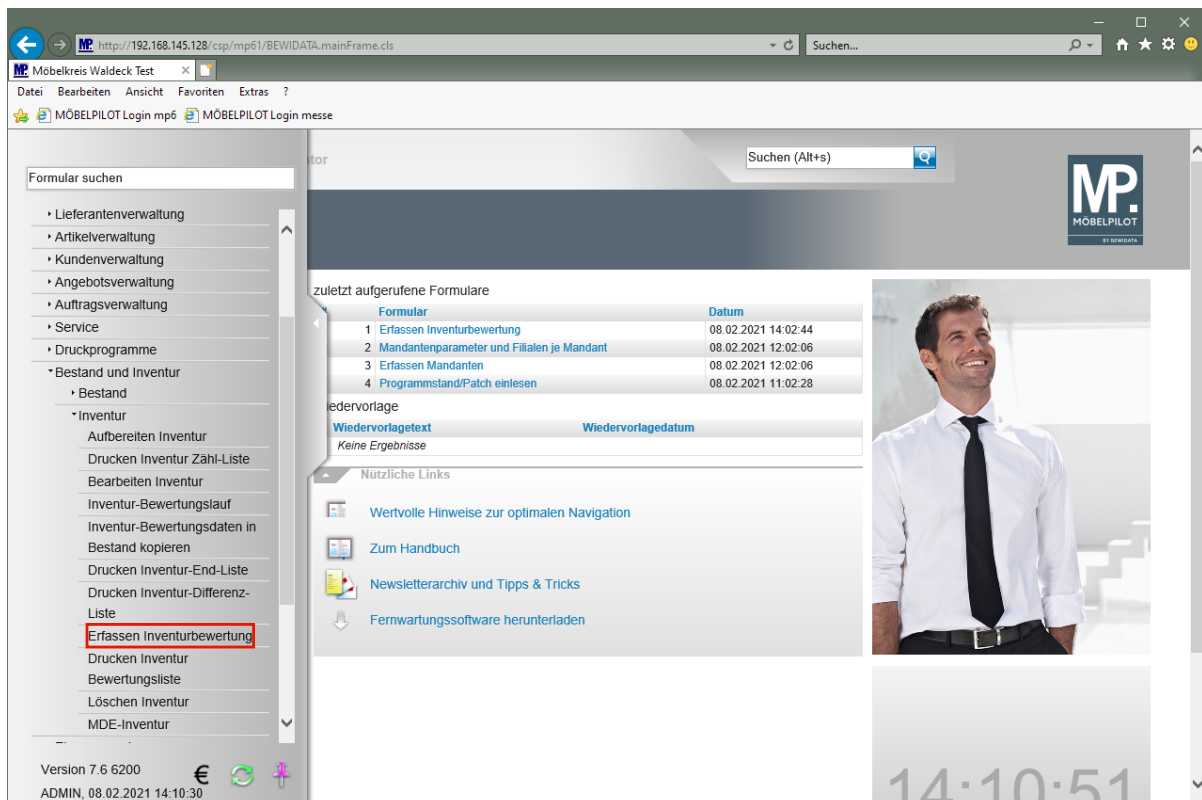 http://192.168.145.128/csp/mp61/BEWIDATA.mainFrame.cls
Suchen...
Möbelkreis Waldeck Test
Datei Bearbeiten Ansicht Favoriten Extras ?
MÖBELPILOT Login mp6 MÖBELPILOT Login messe
Formular suchen
Suchen (Alt+s)
MP.
MÖBELPILOT
BY BEWIDATA
Lieferantenverwaltung
Artikelverwaltung
Kundenverwaltung
Angebotsverwaltung
Auftragsverwaltung
Service
Druckprogramme
Bestand und Inventur
Bestand
Inventur
Aufbereiten Inventur
Drucken Inventur Zähl-Liste
Bearbeiten Inventur
Inventur-Bewertungslauf
Inventur-Bewertungsdaten in
Bestand kopieren
Drucken Inventur-End-Liste
Drucken Inventur-Differenz-
Liste
Erfassen Inventurbewertung
Drucken Inventur
Bewertungsliste
Löschen Inventur
MDE-Inventur
Version 7.6 6200 €
ADMIN, 08.02.2021 14:10:30
zuletzt aufgerufene Formulare
Formular Datum
1 Erfassen Inventurbewertung 08.02.2021 14:02:44
2 Mandantenparameter und Filialen je Mandant 08.02.2021 12:02:06
3 Erfassen Mandanten 08.02.2021 12:02:06
4 Programmstand/Patch einlesen 08.02.2021 11:02:28
iedervorlage
Wiedervorlagetext Wiedervorlagedatum
Keine Ergebnisse
Nützliche Links
Wertvolle Hinweise zur optimalen Navigation
Zum Handbuch
Newsletterarchiv und Tipps & Tricks
Fernwartungssoftware herunterladen
14:10:51